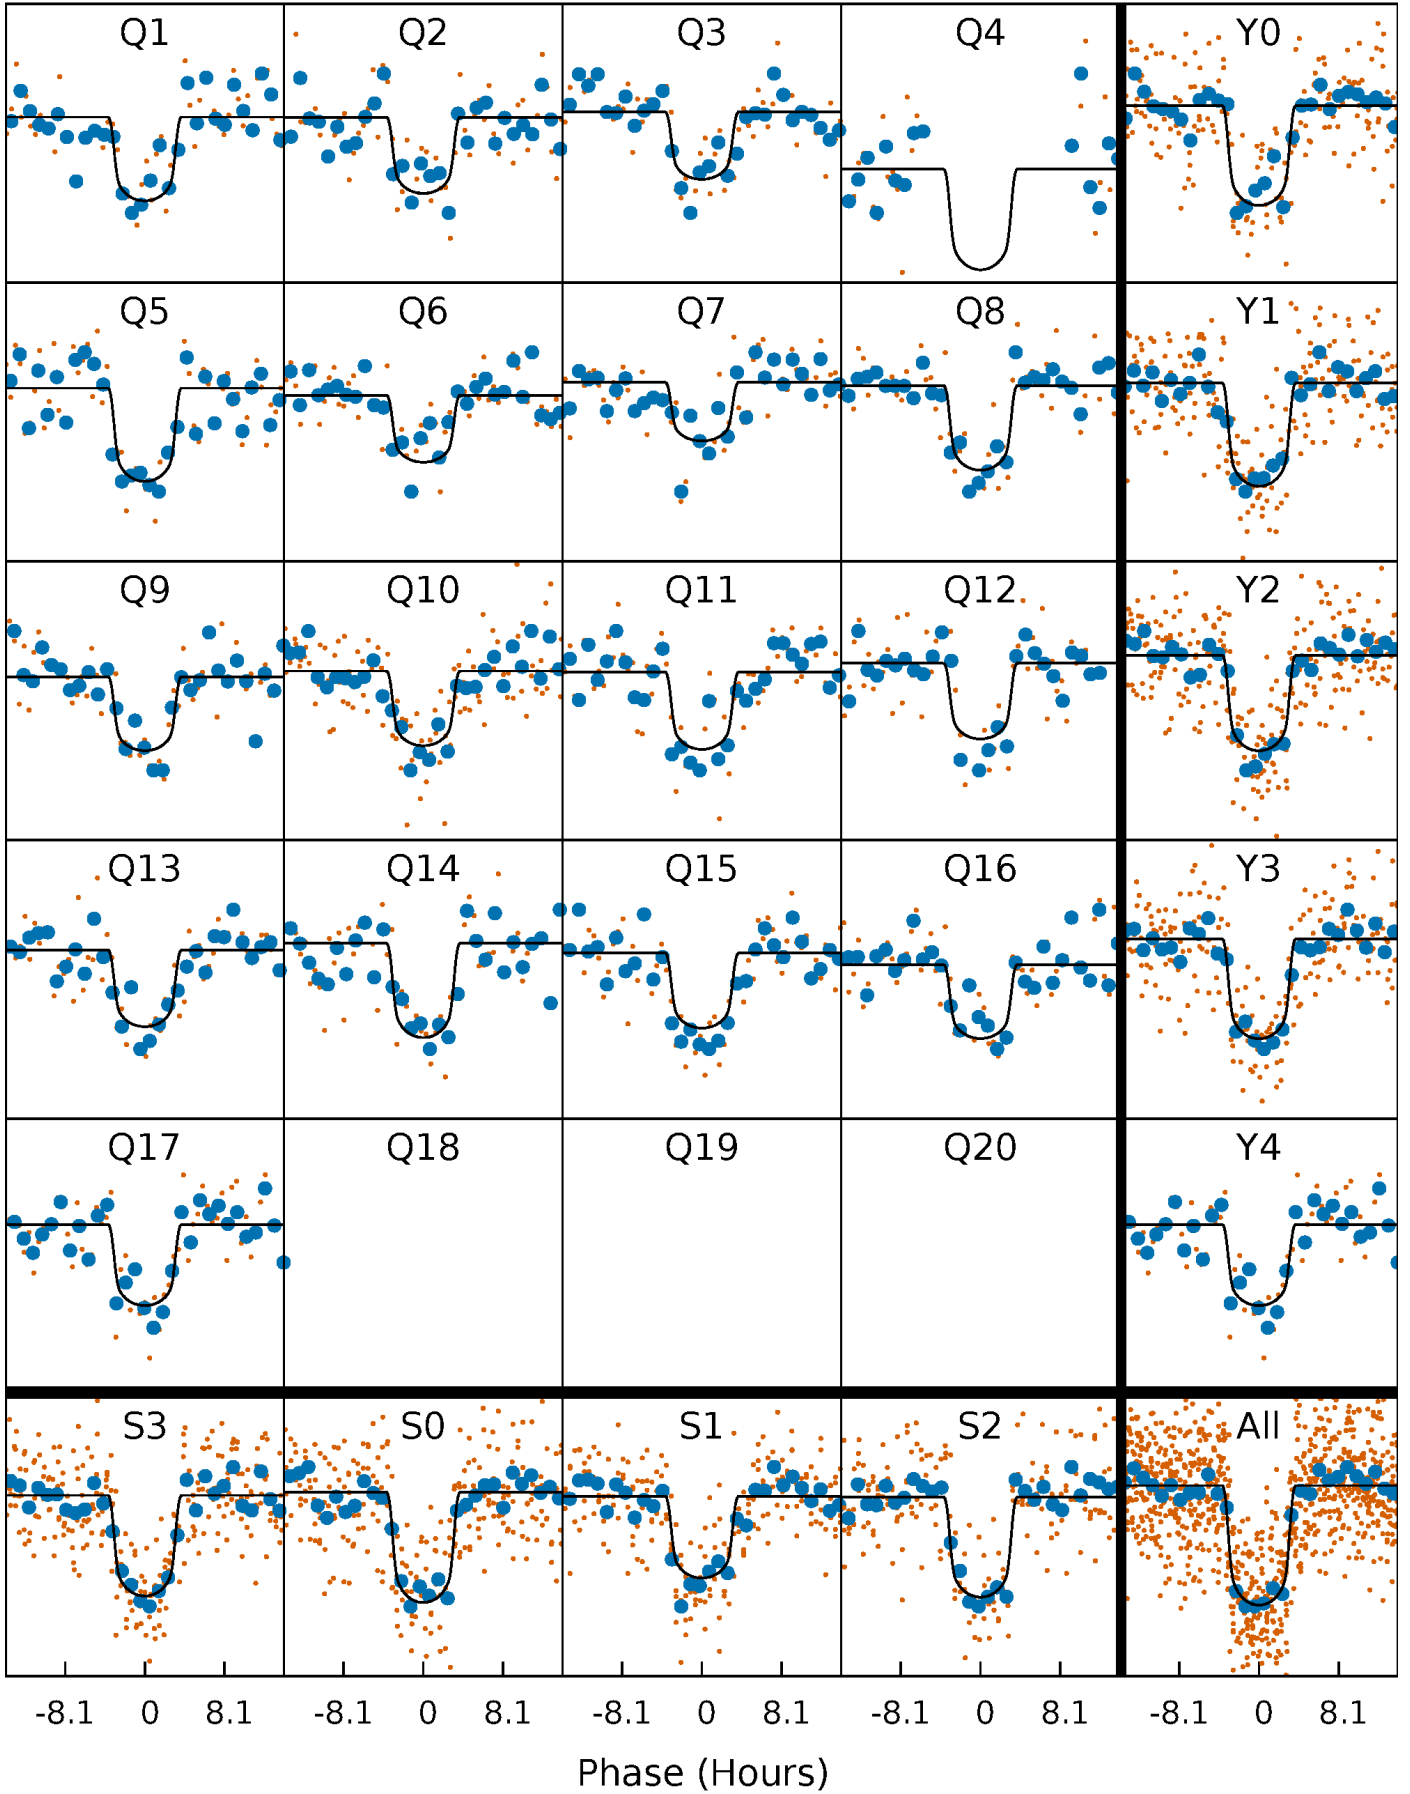 Q1 Q2 Q3 Q4 Y0
Q5 Q6 Q7 Q8 Y1
Q9 Q10 Q11 Q12 Y2
Q13 Q14 Q15 Q16 Y3
Q17 Q18 Q19 Q20 Y4
S3 S0 S1 S2 All
-8.1 0 8.1 -8.1 0 8.1 -8.1 0 8.1 -8.1 0 8.1 -8.1 0 8.1
Phase (Hours)